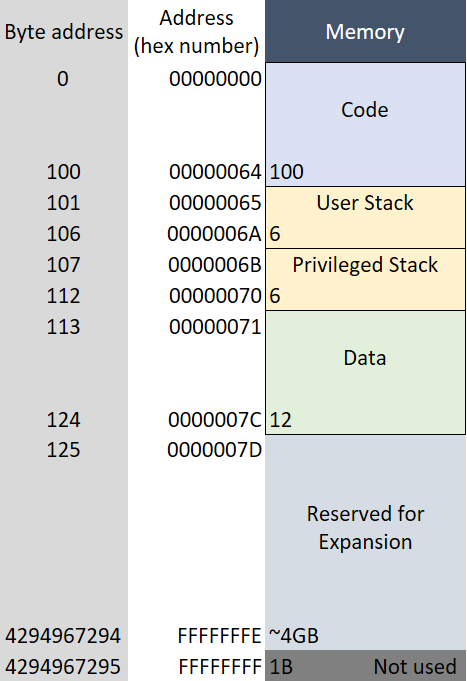 Byte address Address (hex number) Memory
0 00000000
Code
100 00000064 100
101 00000065 User Stack
106 0000006A 6
107 0000006B Privileged Stack
112 00000070 6
113 00000071
Data
124 0000007C 12
125 0000007D
Reserved for
Expansion
4294967294 FFFFFFFE ~4GB
4294967295 FFFFFFFF 1B Not used